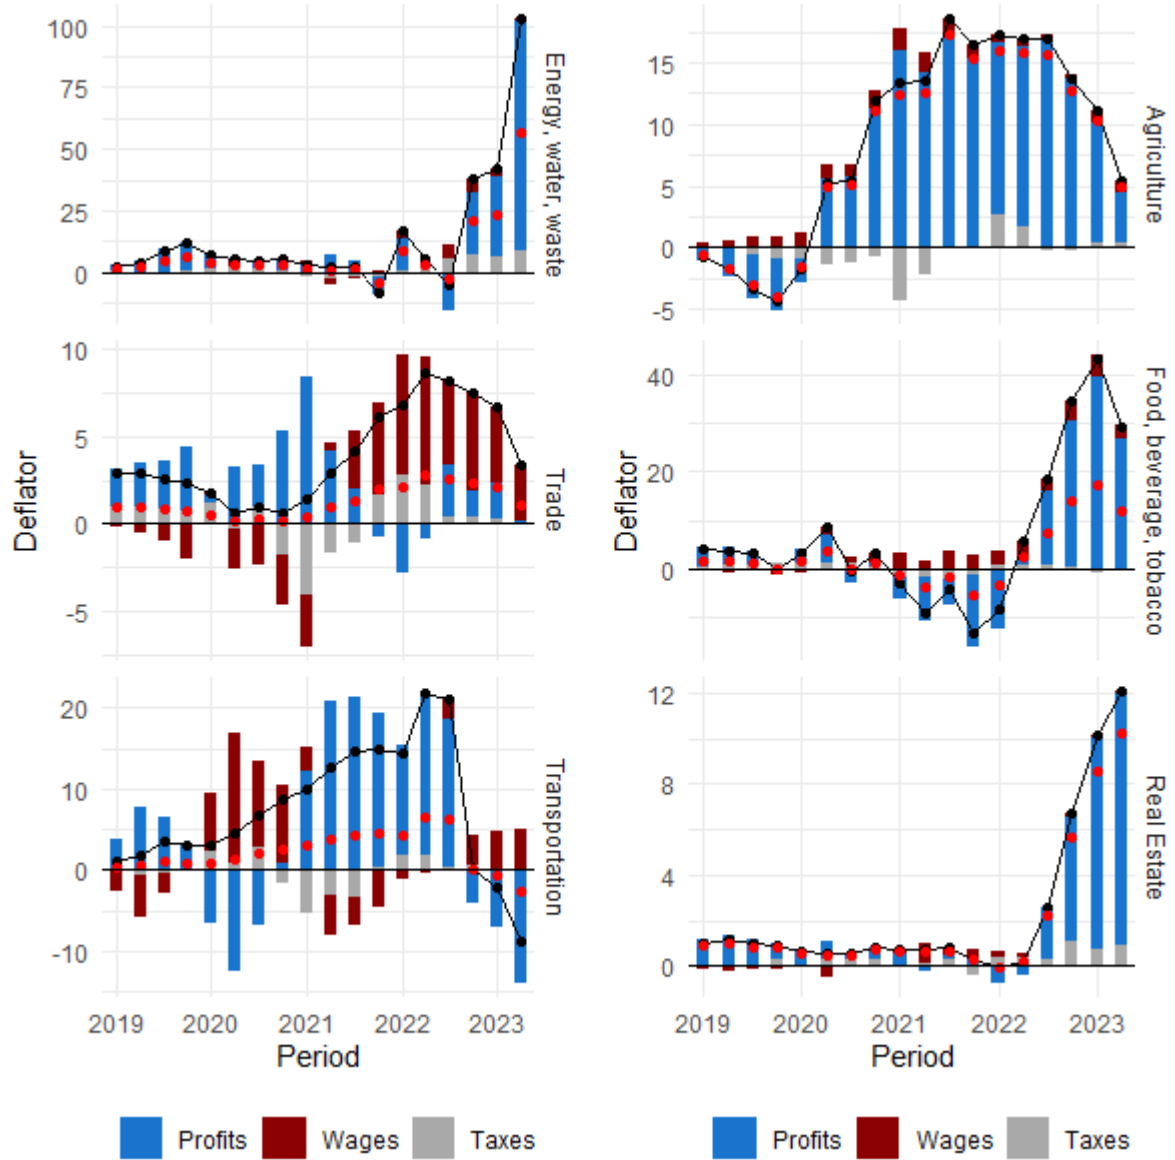 100
75
50
25
0
Energy, water, waste
15
10
5
0
-5
Agriculture
10
5
0
-5
Trade
40
20
0
Food, beverage, tobacco
20
10
0
-10
Transportation
12
8
4
0
Real Estate
Deflator
Deflator
2019 2020 2021 2022 2023
2019 2020 2021 2022 2023
Period
Period
Profits Wages Taxes
Profits Wages Taxes